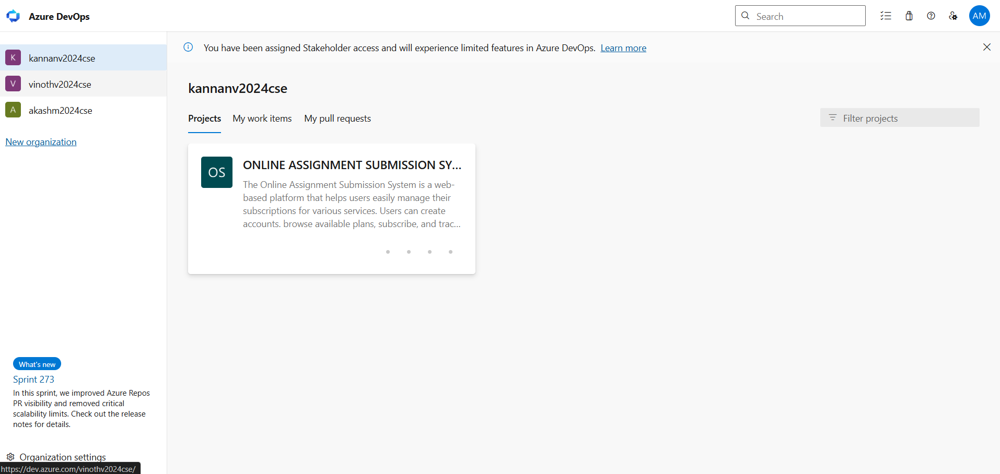 Azure DevOps
Search
AM
K
kannanv2024cse
V
vinothv2024cse
A
akashm2024cse
New organization
You have been assigned Stakeholder access and will experience limited features in Azure DevOps. Learn more
kannanv2024cse
Projects
My work items
My pull requests
Filter projects
OS
ONLINE ASSIGNMENT SUBMISSION SY...
The Online Assignment Submission System is a web-
based platform that helps users easily manage their
subscriptions for various services. Users can create
accounts. browse available plans, subscribe, and trac...
What's new
Sprint 273
In this sprint, we improved Azure Repos
PR visibility and removed critical
scalability limits. Check out the release
notes for details.
Organization settings
https://dev.azure.com/vinothv2024cse/